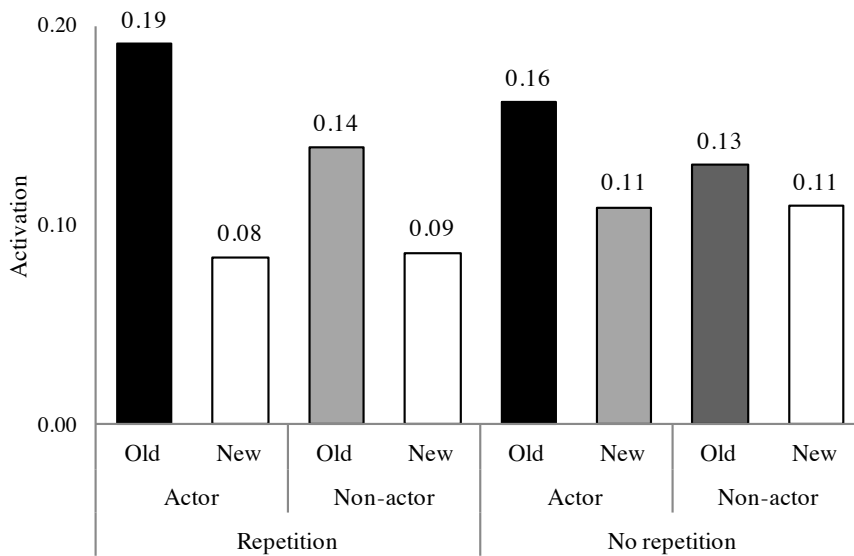 0.20
0.19
0.16
0.14
0.13
0.11
0.11
0.10
0.08
0.09
0.00
Activation
Old New Old New Old New Old New
Actor Non-actor Actor Non-actor
Repetition No repetition